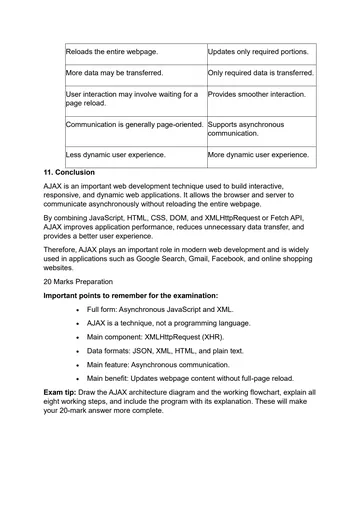 Reloads the entire webpage. Updates only required portions.
More data may be transferred. Only required data is transferred.
User interaction may involve waiting for a Provides smoother interaction.
page reload.
Communication is generally page-oriented. Supports asynchronous
communication.
Less dynamic user experience. More dynamic user experience.
11. Conclusion
AJAX is an important web development technique used to build interactive,
responsive, and dynamic web applications. It allows the browser and server to
communicate asynchronously without reloading the entire webpage.
By combining JavaScript, HTML, CSS, DOM, and XMLHttpRequest or Fetch API,
AJAX improves application performance, reduces unnecessary data transfer, and
provides a better user experience.
Therefore, AJAX plays an important role in modern web development and is widely
used in applications such as Google Search, Gmail, Facebook, and online shopping
websites.
20 Marks Preparation
Important points to remember for the examination:
• Full form: Asynchronous JavaScript and XML.
• AJAX is a technique, not a programming language.
• Main component: XMLHttpRequest (XHR).
• Data formats: JSON, XML, HTML, and plain text.
• Main feature: Asynchronous communication.
• Main benefit: Updates webpage content without full-page reload.
Exam tip: Draw the AJAX architecture diagram and the working flowchart, explain all
eight working steps, and include the program with its explanation. These will make
your 20-mark answer more complete.